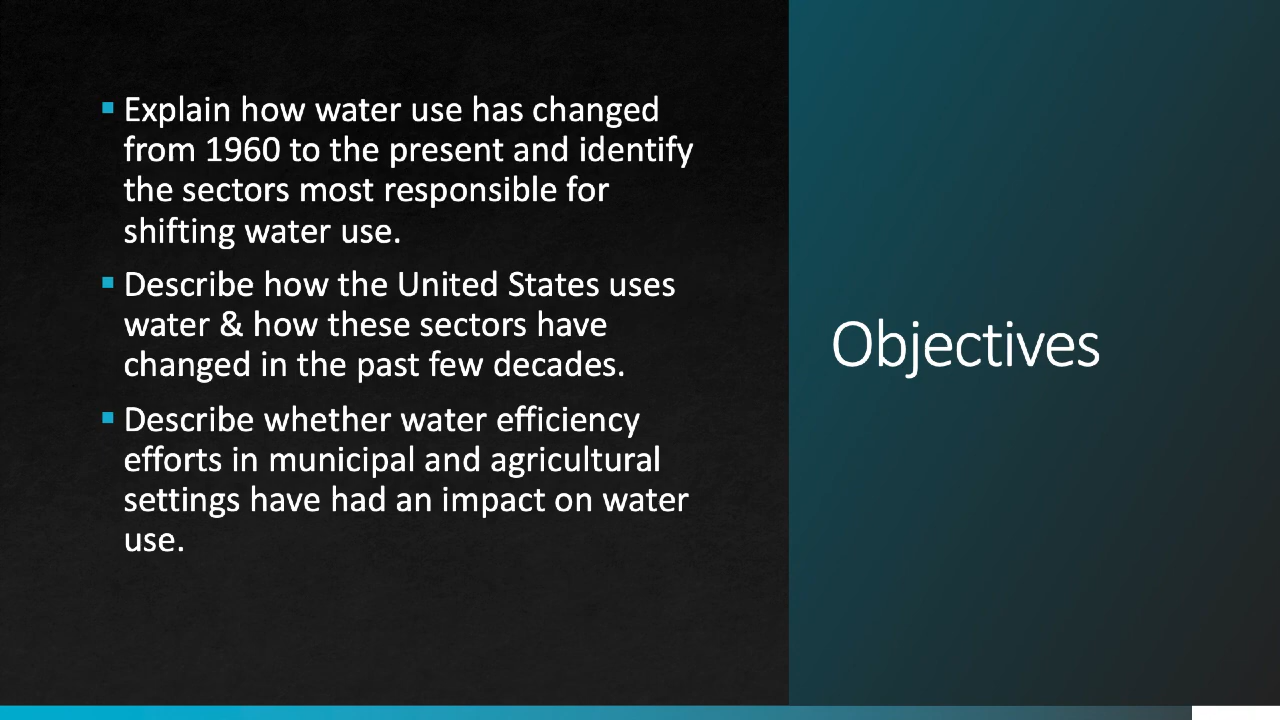 Explain how water use has changed
from 1960 to the present and identify
the sectors most responsible for
shifting water use.
Describe how the United States uses
water & how these sectors have
changed in the past few decades.
Describe whether water efficiency
efforts in municipal and agricultural
settings have had an impact on water
use.
Objectives